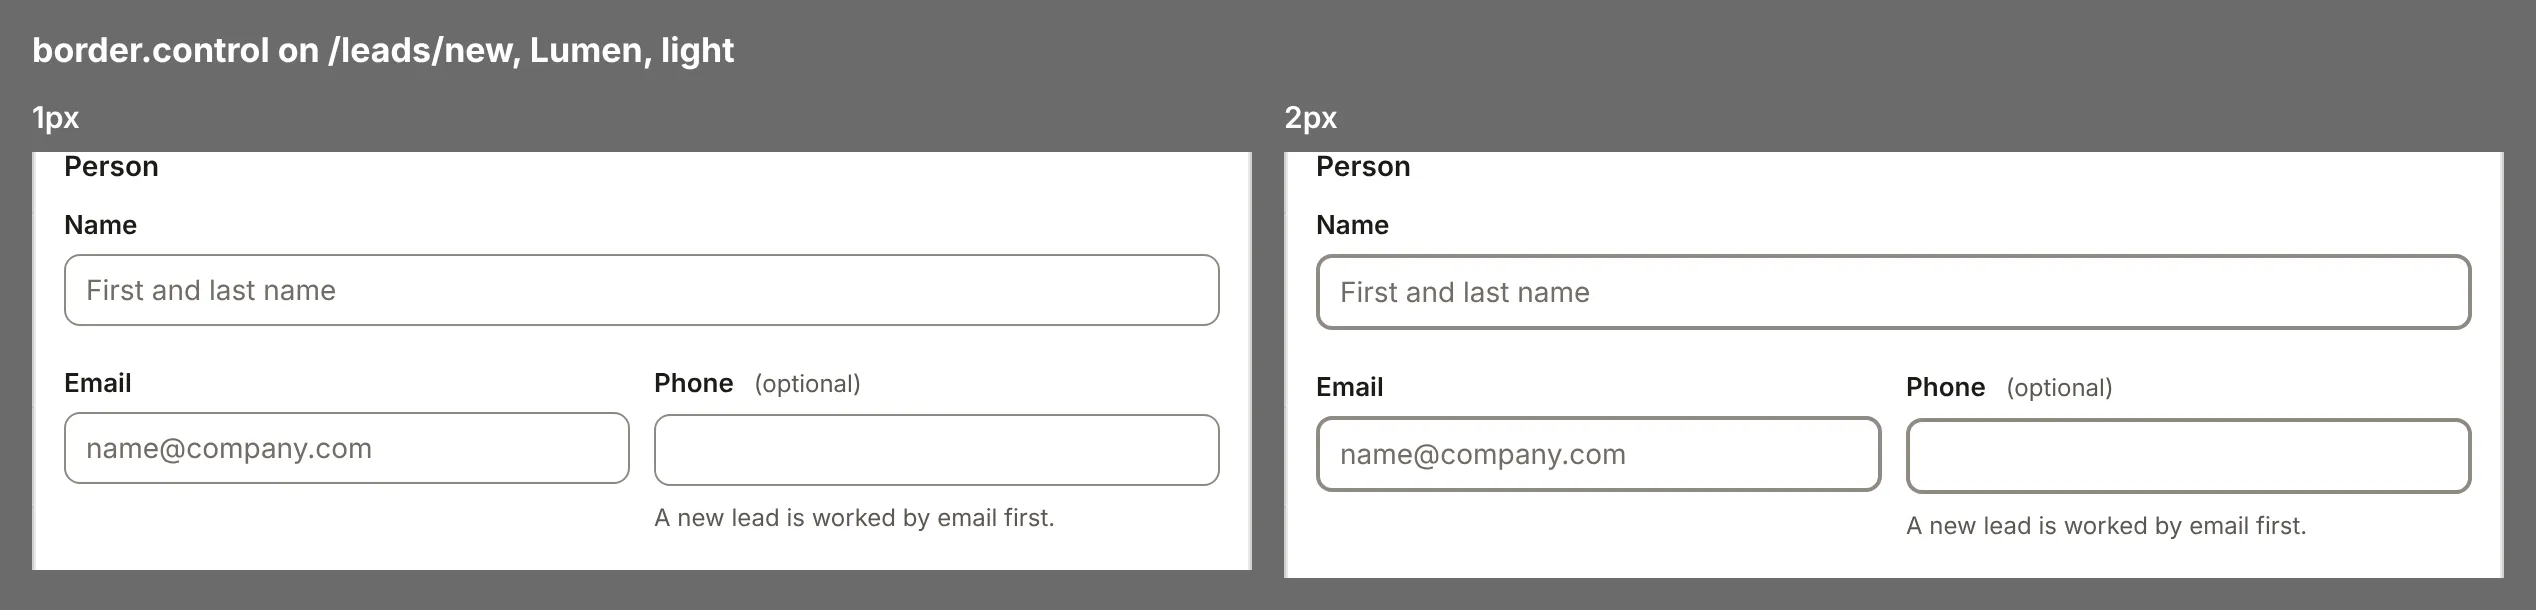 border.control on /leads/new, Lumen, light
1px
Person
Name
First and last name
Email
name@company.com
Phone (optional)
A new lead is worked by email first.
2px
Person
Name
First and last name
Email
name@company.com
Phone (optional)
A new lead is worked by email first.